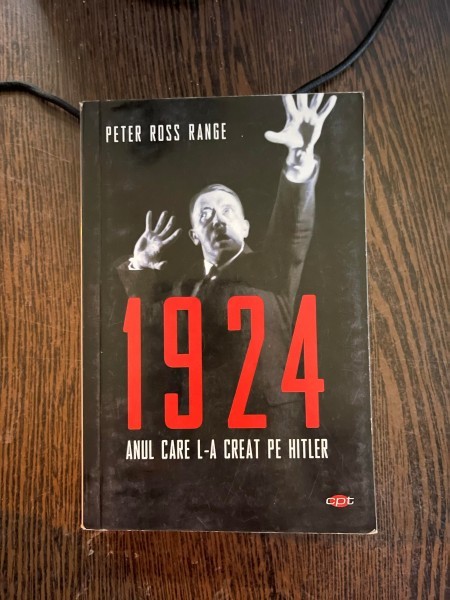 PETER ROSS RANGE
1924
ANUL CARE L-A CREAT PE HITLER
cpt